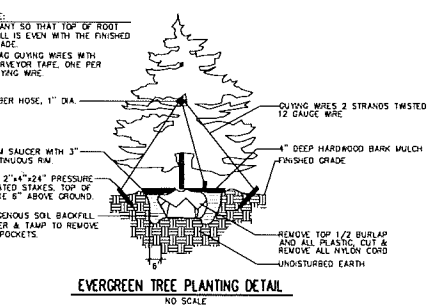 ANT SO THAT TOP OF ROOT
LL IS EVEN WITH THE FINISHED
ADE.
AG GUYING WIRES WITH
RVEYOR TAPE, ONE PER
YING WIRE.
BER HOSE, 1" DIA.
GUYING WIRES 2 STRANDS TWISTED
12 GAUGE WIRE
M SAUCER WITH 3"
TINUOUS RIM.
4" DEEP HARDWOOD BARK MULCH
FINISHED GRADE
2"x4"x24" PRESSURE
ATED STAKES, TOP OF
KE 6" ABOVE GROUND.
GENOUS SOIL BACKFILL
ER & TAMP TO REMOVE
POCKETS.
REMOVE TOP 1/2 BURLAP
AND ALL PLASTIC, CUT &
REMOVE ALL NYLON CORD
UNDISTURBED EARTH
6"
EVERGREEN TREE PLANTING DETAIL
NO SCALE